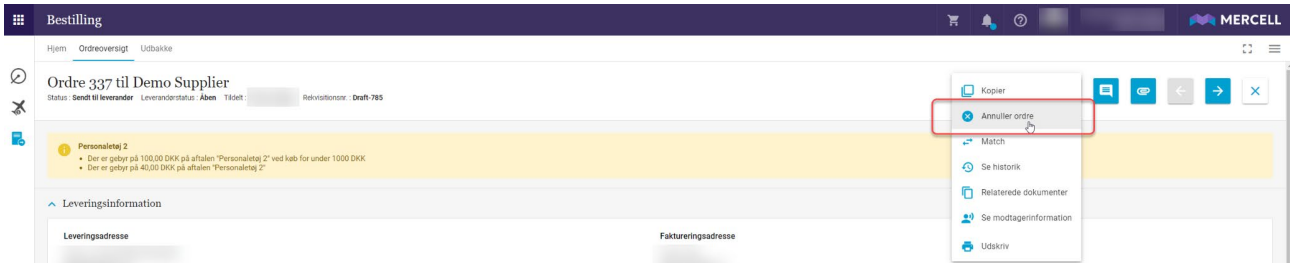 Bestilling
MERCELL
Hjem Ordreoversigt Udbakke
Ordre 337 til Demo Supplier
Status : Sendt til leverandør Leverandørstatus : Åben Tildelt : Rekvisitionsnr. : Draft-785
Kopier
Annuller ordre
Match
Se historik
Relaterede dokumenter
Se modtagerinformation
Udskriv
Personaletøj 2
• Der er gebyr på 100,00 DKK på aftalen "Personaletøj 2" ved køb for under 1000 DKK
• Der er gebyr på 40,00 DKK på aftalen "Personaletøj 2"
Leveringsinformation
Leveringsadresse
Faktureringsadresse